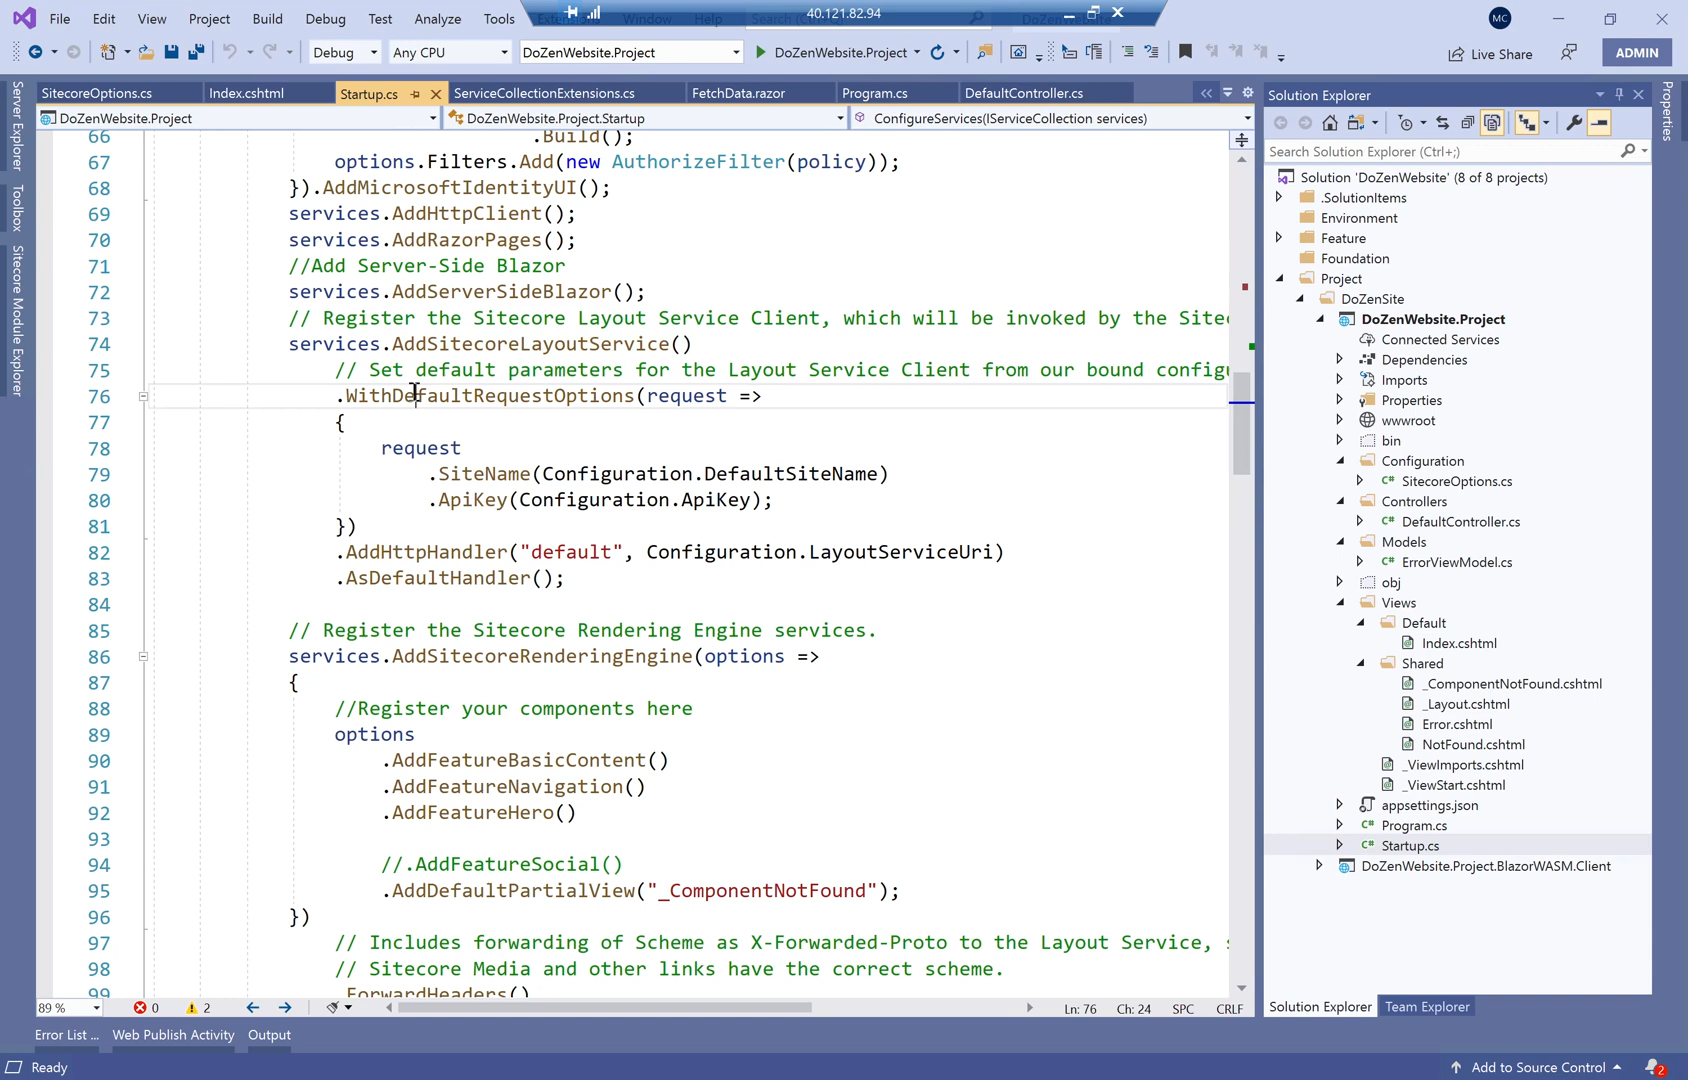 File Edit View Project Build Debug Test Analyze Tools
40.121.82.94
MC
Debug Any CPU DoZenWebsite.Project DoZenWebsite.Project Live Share ADMIN
SitecoreOptions.cs Index.cshtml Startup.cs ServiceCollectionExtensions.cs FetchData.razor Program.cs DefaultController.cs
DoZenWebsite.Project DoZenWebsite.Project.Startup ConfigureServices(IServiceCollection services)
Server Explorer
Toolbox
Sitecore Module Explorer
66 .Build();
67 options.Filters.Add(new AuthorizeFilter(policy));
68 }).AddMicrosoftIdentityUI();
69 services.AddHttpClient();
70 services.AddRazorPages();
71 //Add Server-Side Blazor
72 services.AddServerSideBlazor();
73 // Register the Sitecore Layout Service Client, which will be invoked by the Site
74 services.AddSitecoreLayoutService()
75 // Set default parameters for the Layout Service Client from our bound configu
76 .WithDefaultRequestOptions(request =>
77 {
78 request
79 .SiteName(Configuration.DefaultSiteName)
80 .ApiKey(Configuration.ApiKey);
81 })
82 .AddHttpHandler("default", Configuration.LayoutServiceUri)
83 .AsDefaultHandler();
84
85 // Register the Sitecore Rendering Engine services.
86 services.AddSitecoreRenderingEngine(options =>
87 {
88 //Register your components here
89 options
90 .AddFeatureBasicContent()
91 .AddFeatureNavigation()
92 .AddFeatureHero()
93
94 //.AddFeatureSocial()
95 .AddDefaultPartialView("_ComponentNotFound");
96 })
97 // Includes forwarding of Scheme as X-Forwarded-Proto to the Layout Service, s
98 // Sitecore Media and other links have the correct scheme.
99 .ForwardHeaders()
89 % 0 2 Ln: 76 Ch: 24 SPC CRLF
Error List ... Web Publish Activity Output
Solution Explorer
Search Solution Explorer (Ctrl+;)
Solution 'DoZenWebsite' (8 of 8 projects)
.SolutionItems
Environment
Feature
Foundation
Project
DoZenSite
DoZenWebsite.Project
Connected Services
Dependencies
Imports
Properties
wwwroot
bin
Configuration
SitecoreOptions.cs
Controllers
DefaultController.cs
Models
ErrorViewModel.cs
obj
Views
Default
Index.cshtml
Shared
_ComponentNotFound.cshtml
_Layout.cshtml
Error.cshtml
NotFound.cshtml
_ViewImports.cshtml
_ViewStart.cshtml
appsettings.json
Program.cs
Startup.cs
DoZenWebsite.Project.BlazorWASM.Client
Solution Explorer Team Explorer
Properties
Ready
Add to Source Control 2